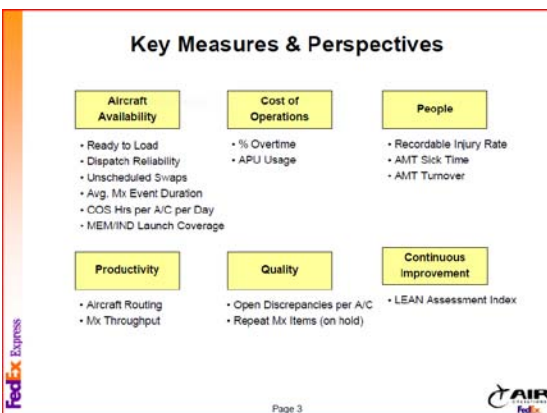 Key Measures & Perspectives
Aircraft
Availability
• Ready to Load
• Dispatch Reliability
• Unscheduled Swaps
• Avg. Mx Event Duration
• COS Hrs per A/C per Day
• MEM/IND Launch Coverage
Cost of
Operations
• % Overtime
• APU Usage
People
• Recordable Injury Rate
• AMT Sick Time
• AMT Turnover
Productivity
• Aircraft Routing
• Mx Throughput
Quality
• Open Discrepancies per A/C
• Repeat Mx Items (on hold)
Continuous
Improvement
• LEAN Assessment Index
FedEx Express
Page 3
AIR
OPERATIONS
FedEx